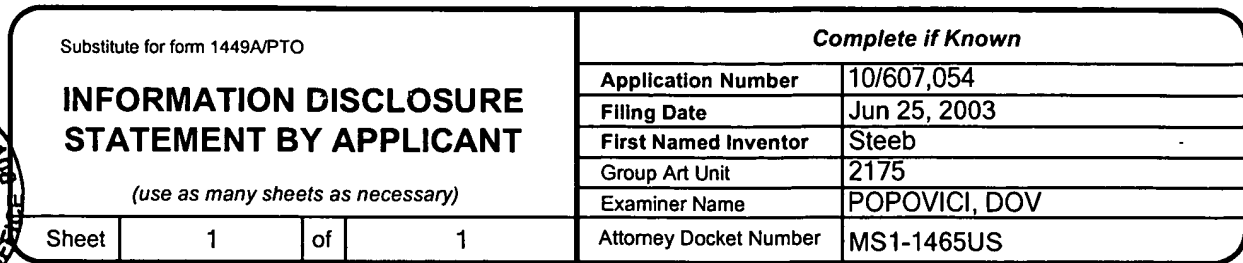 Substitute for form 1449A/PTO
INFORMATION DISCLOSURE
STATEMENT BY APPLICANT
(use as many sheets as necessary)
Sheet 1 of 1
Complete if Known
Application Number 10/607,054
Filing Date Jun 25, 2003
First Named Inventor Steeb
Group Art Unit 2175
Examiner Name POPOVICI, DOV
Attorney Docket Number MS1-1465US